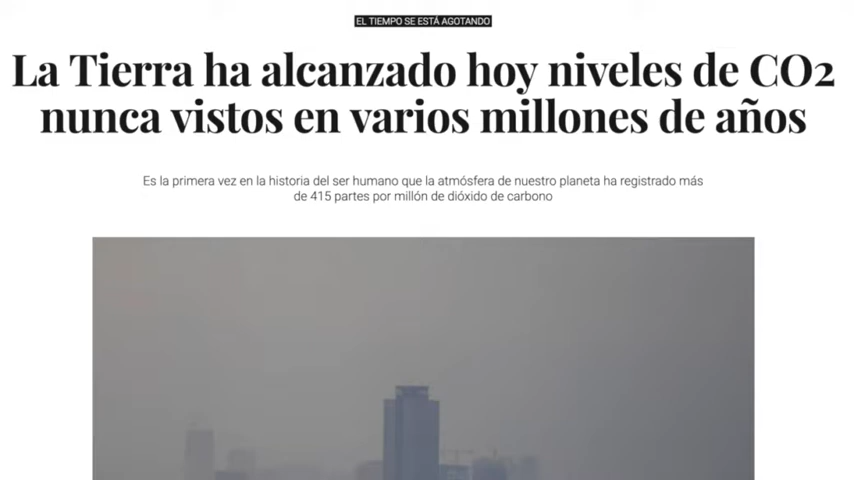 EL TIEMPO SE ESTÁ AGOTANDO
La Tierra ha alcanzado hoy niveles de CO2
nunca vistos en varios millones de años
Es la primera vez en la historia del ser humano que la atmósfera de nuestro planeta ha registrado más
de 415 partes por millón de dióxido de carbono